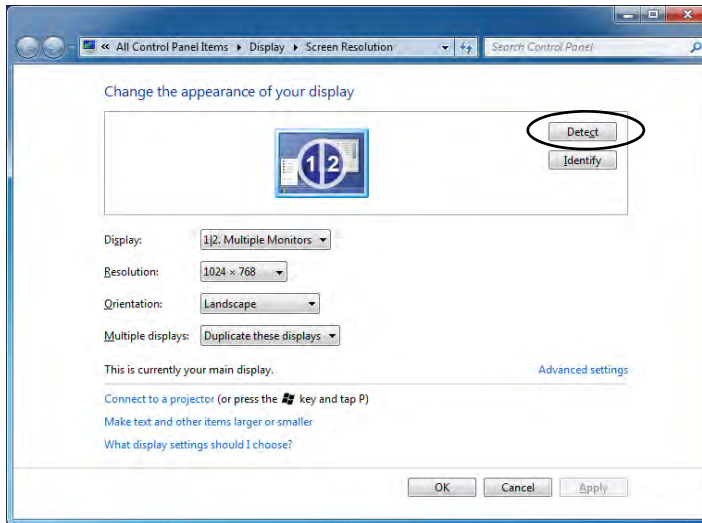 « All Control Panel Items ▸ Display ▸ Screen Resolution
Search Control Panel
Change the appearance of your display
1|2
Detect
Identify
Display: 1|2. Multiple Monitors
Resolution: 1024 × 768
Orientation: Landscape
Multiple displays: Duplicate these displays
This is currently your main display. Advanced settings
Connect to a projector (or press the key and tap P)
Make text and other items larger or smaller
What display settings should I choose?
OK Cancel Apply